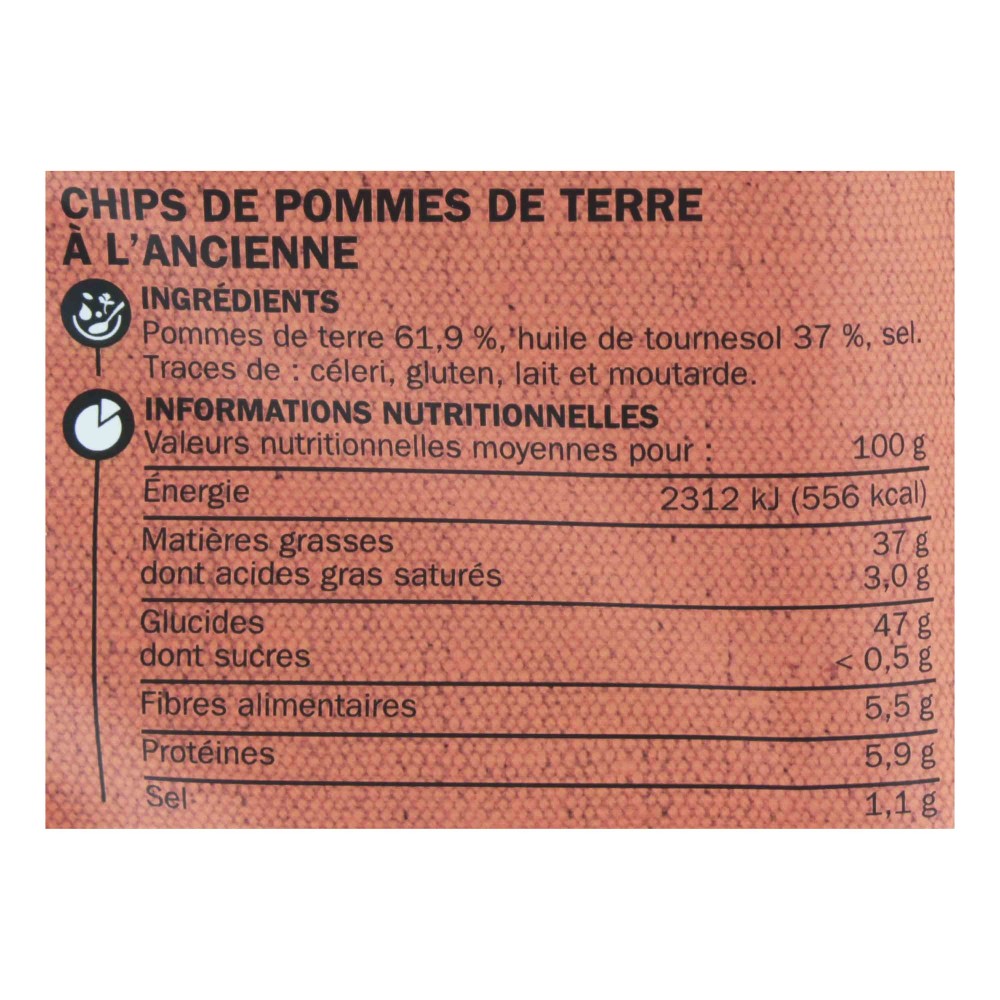 CHIPS DE POMMES DE TERRE
À L'ANCIENNE
INGRÉDIENTS
Pommes de terre 61,9 %, huile de tournesol 37 %, sel.
Traces de : céleri, gluten, lait et moutarde.
INFORMATIONS NUTRITIONNELLES
Valeurs nutritionnelles moyennes pour : 100 g
Énergie 2312 kJ (556 kcal)
Matières grasses 37 g
dont acides gras saturés 3,0 g
Glucides 47 g
dont sucres < 0,5 g
Fibres alimentaires 5,5 g
Protéines 5,9 g
Sel 1,1 g